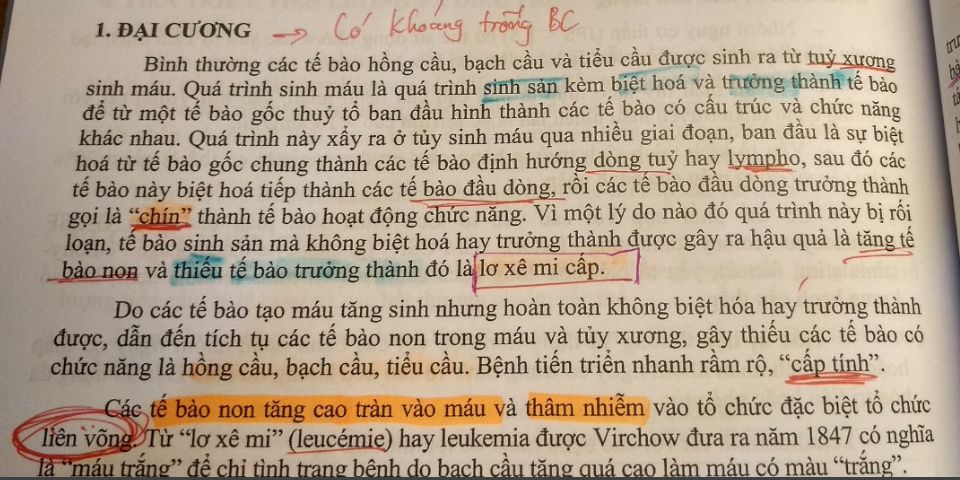 1. ĐẠI CƯƠNG → Có khoảng trống BC
Bình thường các tế bào hồng cầu, bạch cầu và tiểu cầu được sinh ra từ tuỷ xương
sinh máu. Quá trình sinh máu là quá trình sinh sản kèm biệt hoá và trưởng thành tế bào
để từ một tế bào gốc thuỷ tổ ban đầu hình thành các tế bào có cấu trúc và chức năng
khác nhau. Quá trình này xẩy ra ở tủy sinh máu qua nhiều giai đoạn, ban đầu là sự biệt
hoá từ tế bào gốc chung thành các tế bào định hướng dòng tuỷ hay lympho, sau đó các
tế bào này biệt hoá tiếp thành các tế bào đầu dòng, rồi các tế bào đầu dòng trưởng thành
gọi là “chín” thành tế bào hoạt động chức năng. Vì một lý do nào đó quá trình này bị rối
loạn, tế bào sinh sản mà không biệt hoá hay trưởng thành được gây ra hậu quả là tăng tế
bào non và thiếu tế bào trưởng thành đó là lơ xê mi cấp.
Do các tế bào tạo máu tăng sinh nhưng hoàn toàn không biệt hóa hay trưởng thành
được, dẫn đến tích tụ các tế bào non trong máu và tủy xương, gây thiếu các tế bào có
chức năng là hồng cầu, bạch cầu, tiểu cầu. Bệnh tiến triển nhanh rầm rộ, “cấp tính”.
Các tế bào non tăng cao tràn vào máu và thâm nhiễm vào tổ chức đặc biệt tổ chức
liên võng. Từ “lơ xê mi” (leucémie) hay leukemia được Virchow đưa ra năm 1847 có nghĩa
là “máu trắng” để chỉ tình trạng bệnh do bạch cầu tăng quá cao làm máu có màu “trắng”.